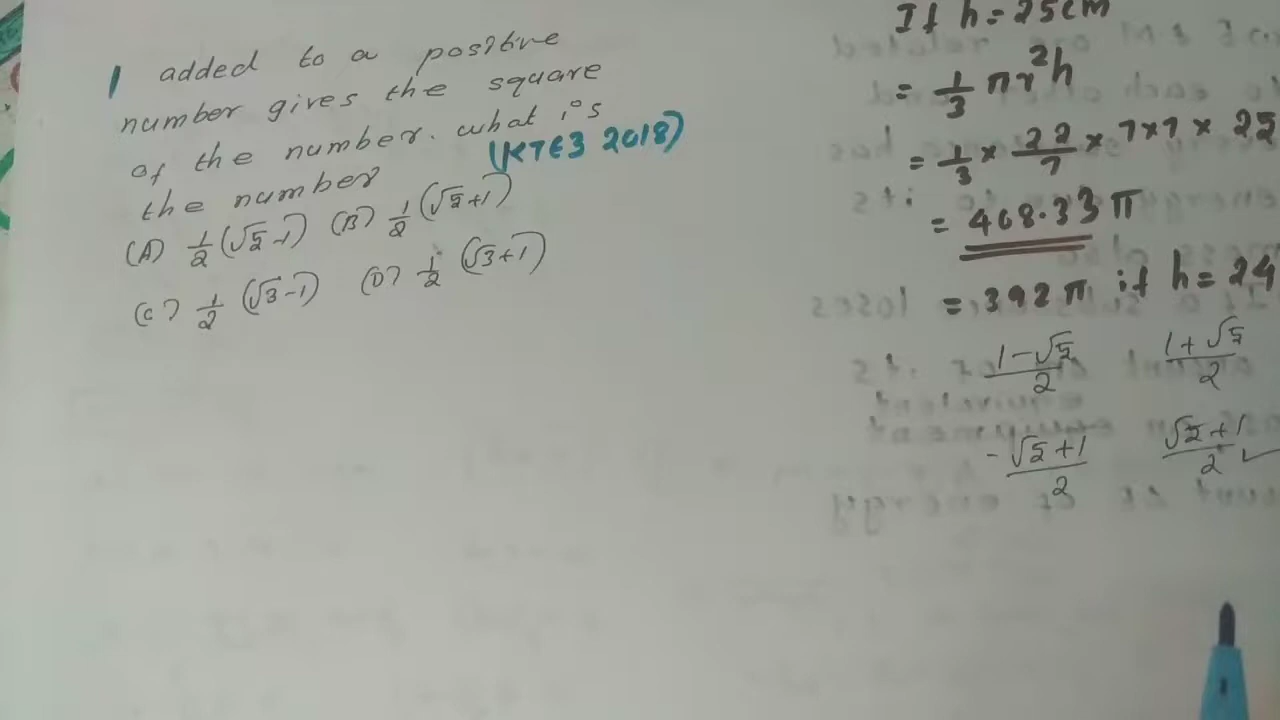 1 added to a positive
number gives the square
of the number. what is
the number (KTE3 2018)
(A) 1/2 (√5-1) (B) 1/2 (√5+1)
(C) 1/2 (√3-1) (D) 1/2 (√3+1)
If h = 25cm
= 1/3 πr²h
= 1/3 × 22/7 × 7×7 × 25
= 408.33 π
= 392 π if h = 24
1-√5/2 1+√5/2
-√5+1/2 √5+1/2 ✓